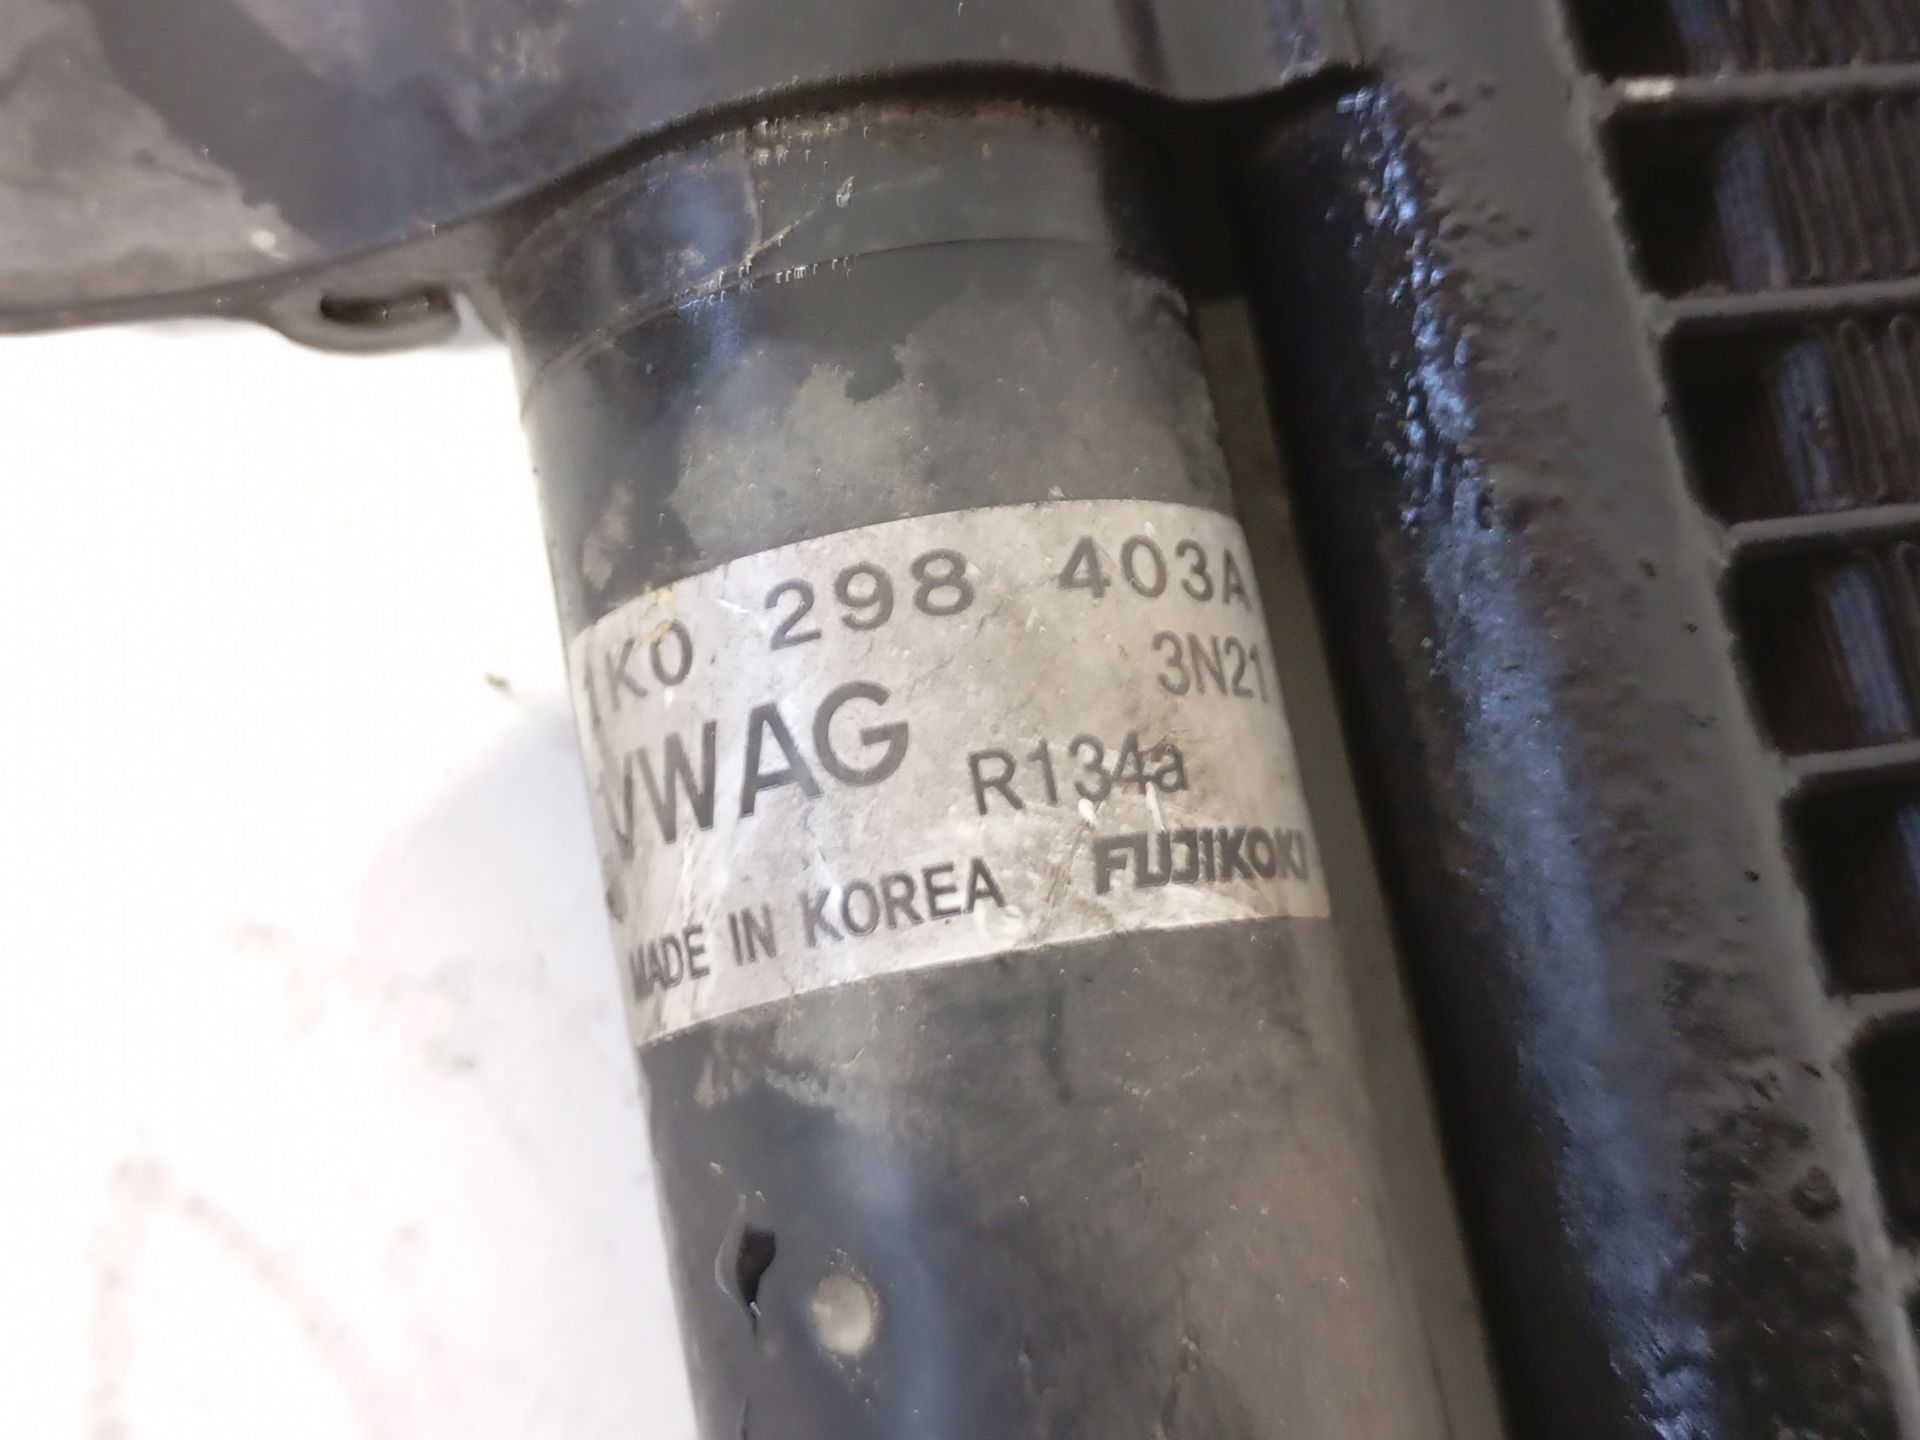 1K0 298 403A
3N21
VWAG R134a
MADE IN KOREA FUJIKOKI